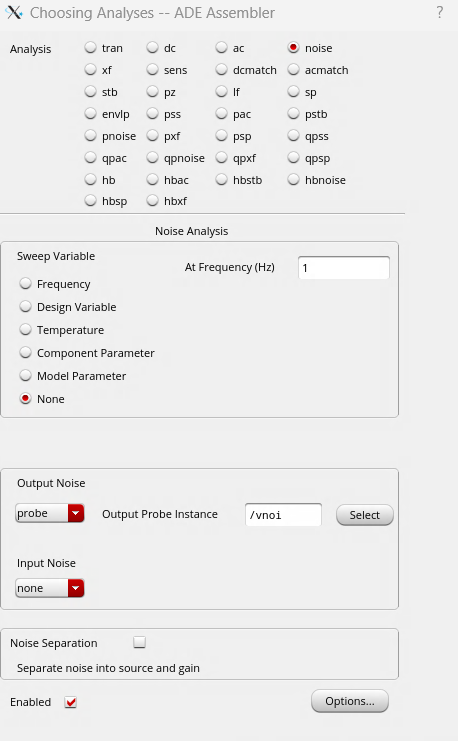 Choosing Analyses -- ADE Assembler ?
Analysis tran dc ac noise
xf sens dcmatch acmatch
stb pz lf sp
envlp pss pac pstb
pnoise pxf psp qpss
qpac qpnoise qpxf qpsp
hb hbac hbstb hbnoise
hbsp hbxf
Noise Analysis
Sweep Variable
At Frequency (Hz) 1
Frequency
Design Variable
Temperature
Component Parameter
Model Parameter
None
Output Noise
probe Output Probe Instance /vnoi Select
Input Noise
none
Noise Separation
Separate noise into source and gain
Enabled Options...